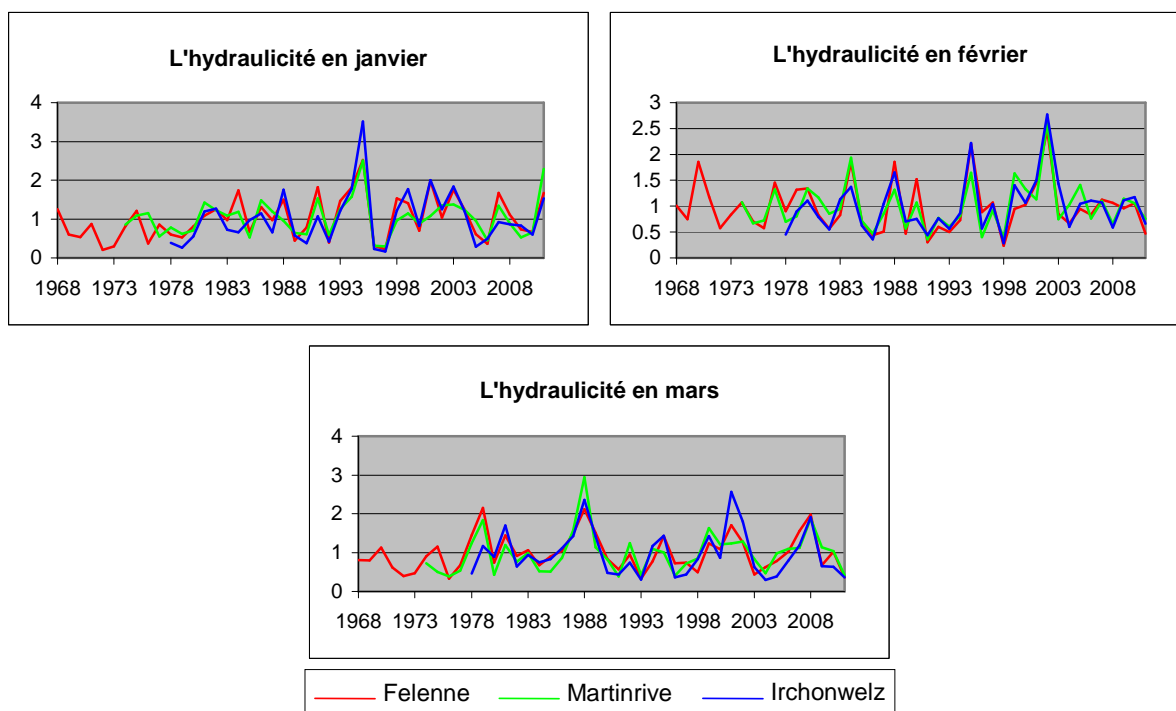 L'hydraulicité en janvier
4
3
2
1
0
1968 1973 1978 1983 1988 1993 1998 2003 2008
L'hydraulicité en février
3
2.5
2
1.5
1
0.5
0
1968 1973 1978 1983 1988 1993 1998 2003 2008
L'hydraulicité en mars
4
3
2
1
0
1968 1973 1978 1983 1988 1993 1998 2003 2008
Felenne Martinrive Irchonwelz